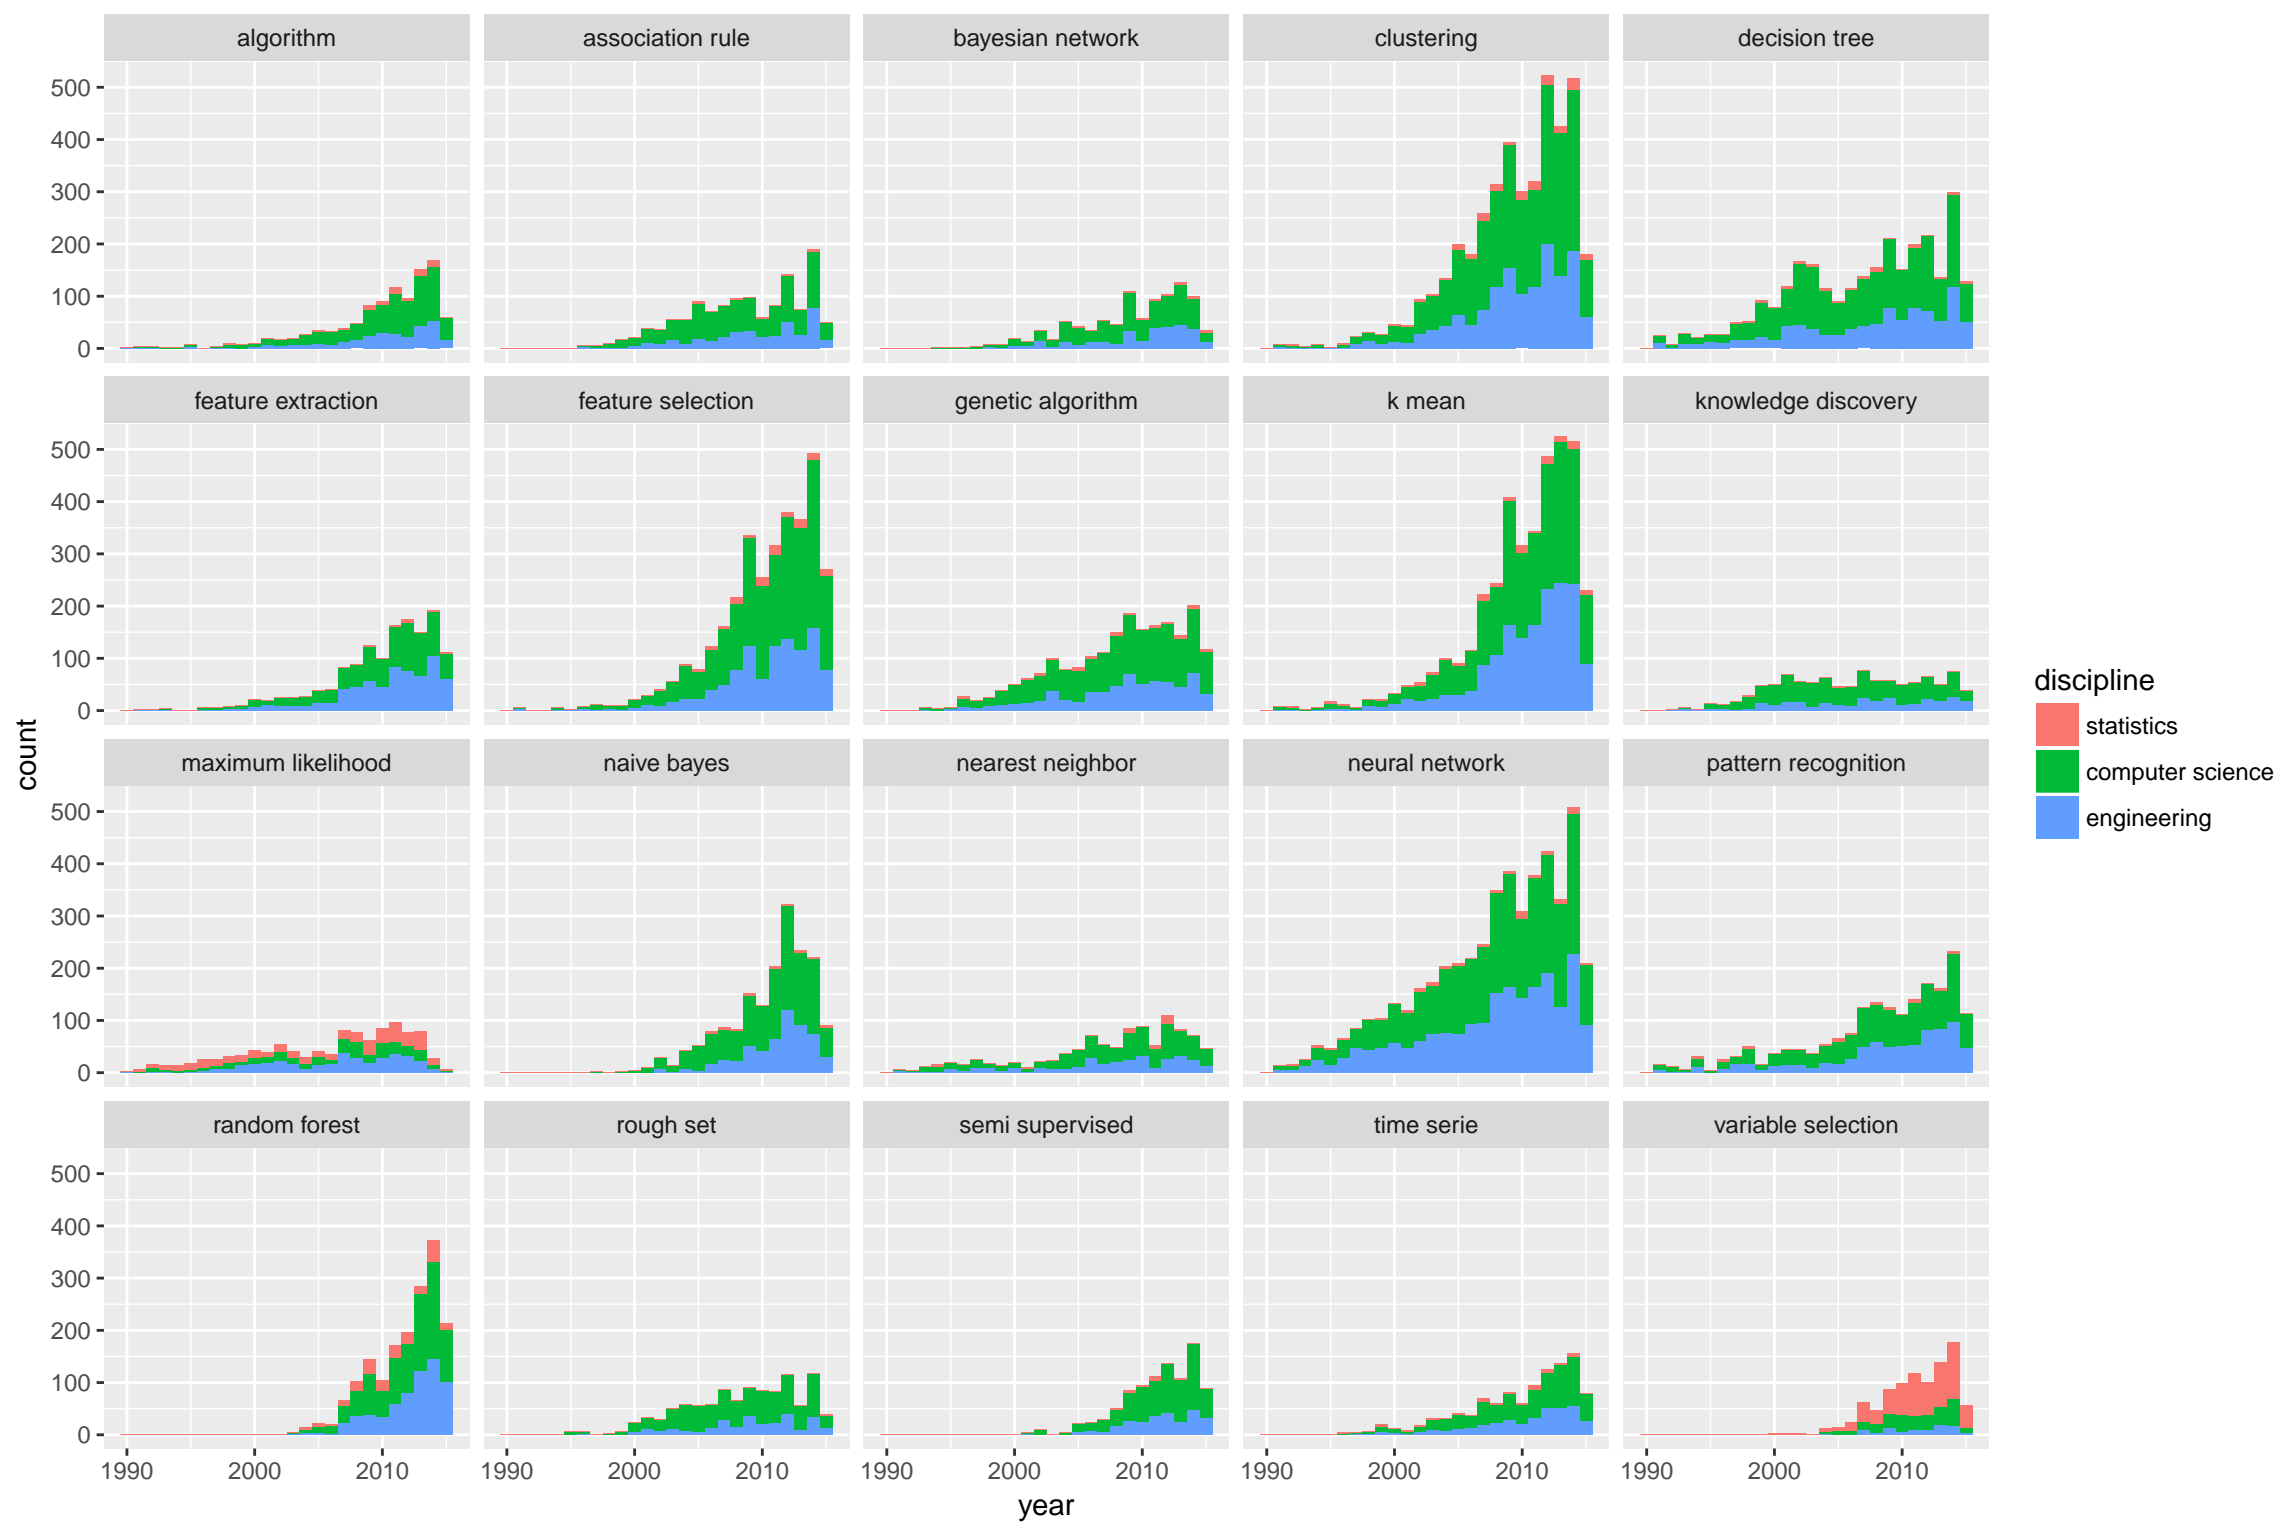 algorithm
association rule
bayesian network
clustering
decision tree
500
400
300
200
100
0
feature extraction
feature selection
genetic algorithm
k mean
knowledge discovery
500
400
300
200
100
0
maximum likelihood
naive bayes
nearest neighbor
neural network
pattern recognition
500
400
300
200
100
0
random forest
rough set
semi supervised
time serie
variable selection
500
400
300
200
100
0
1990 2000 2010
1990 2000 2010
1990 2000 2010
1990 2000 2010
1990 2000 2010
year
count
discipline
statistics
computer science
engineering